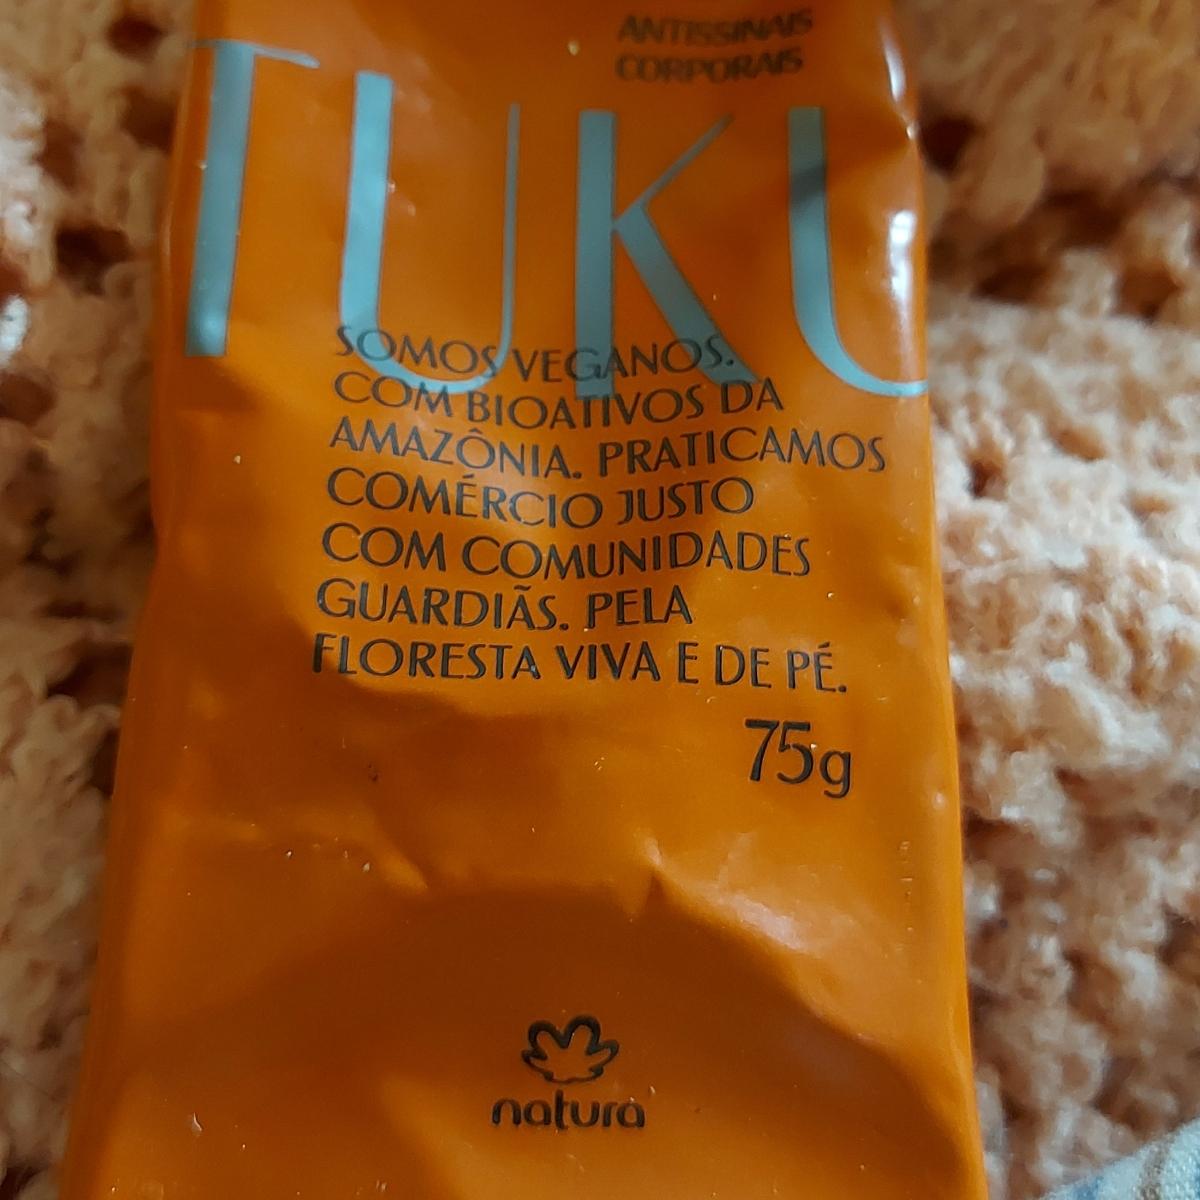 ANTISSINAIS
CORPORAIS
TUKU
SOMOS VEGANOS.
COM BIOATIVOS DA
AMAZÔNIA. PRATICAMOS
COMÉRCIO JUSTO
COM COMUNIDADES
GUARDIÃS. PELA
FLORESTA VIVA E DE PÉ.
75g
natura